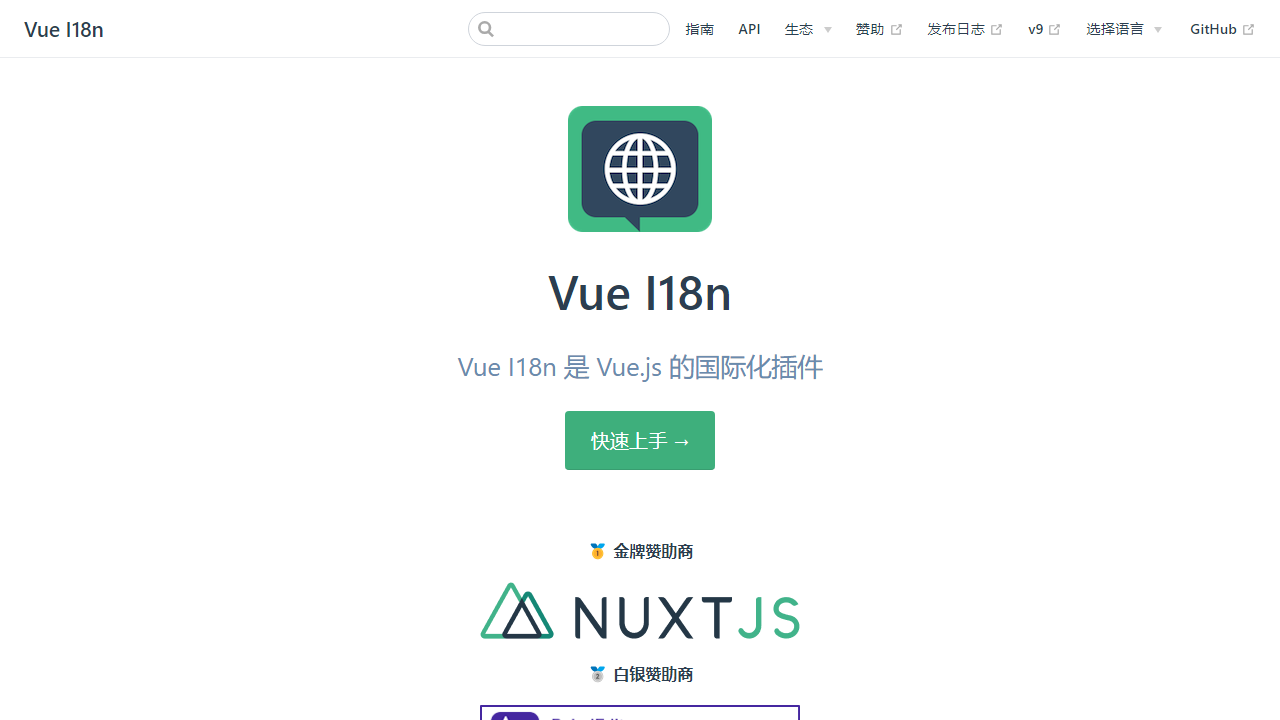 Vue I18n
指南
API
生态
赞助
发布日志
v9
选择语言
GitHub
Vue I18n
Vue I18n 是 Vue.js 的国际化插件
快速上手 →
🥇 金牌赞助商
NUXTJS
🥈 白银赞助商